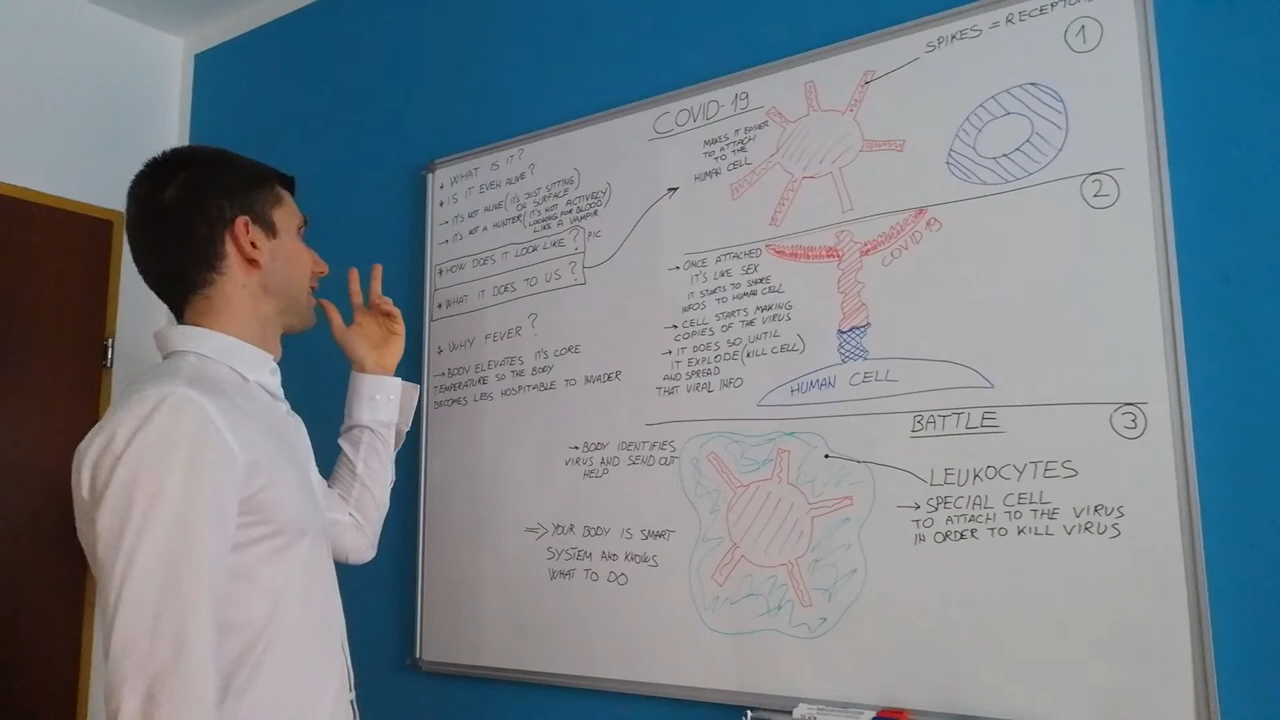 COVID-19
* WHAT IS IT?
* IS IT EVEN ALIVE?
→ IT'S NOT ALIVE (IT'S JUST SITTING
ON SURFACE)
→ IT'S NOT A HUNTER (IT'S NOT ACTIVELY
LOOKING FOR BLOOD
LIKE A VAMPIR)
* HOW DOES IT LOOK LIKE? PIC
* WHAT IT DOES TO US?
* WHY FEVER?
→ BODY ELEVATES IT'S CORE
TEMPERATURE SO THE BODY
BECOMES LESS HOSPITABLE TO INVADER
MAKES IT EASIER
TO ATTACH
TO THE
HUMAN CELL
SPIKES = RECEPTO
1
2
→ ONCE ATTACHED
IT'S LIKE SEX
IT STARTS TO SHARE
INFOS TO HUMAN CELL
→ CELL STARTS MAKING
COPIES OF THE VIRUS
→ IT DOES SO UNTIL
IT EXPLODE (KILL CELL)
AND SPREAD
THAT VIRAL INFO
COVID 19
HUMAN CELL
3
BATTLE
→ BODY IDENTIFIES
VIRUS AND SEND OUT
HELP
⇒ YOUR BODY IS SMART
SYSTEM AND KNOWS
WHAT TO DO
LEUKOCYTES
→ SPECIAL CELL
TO ATTACH TO THE VIRUS
IN ORDER TO KILL VIRUS